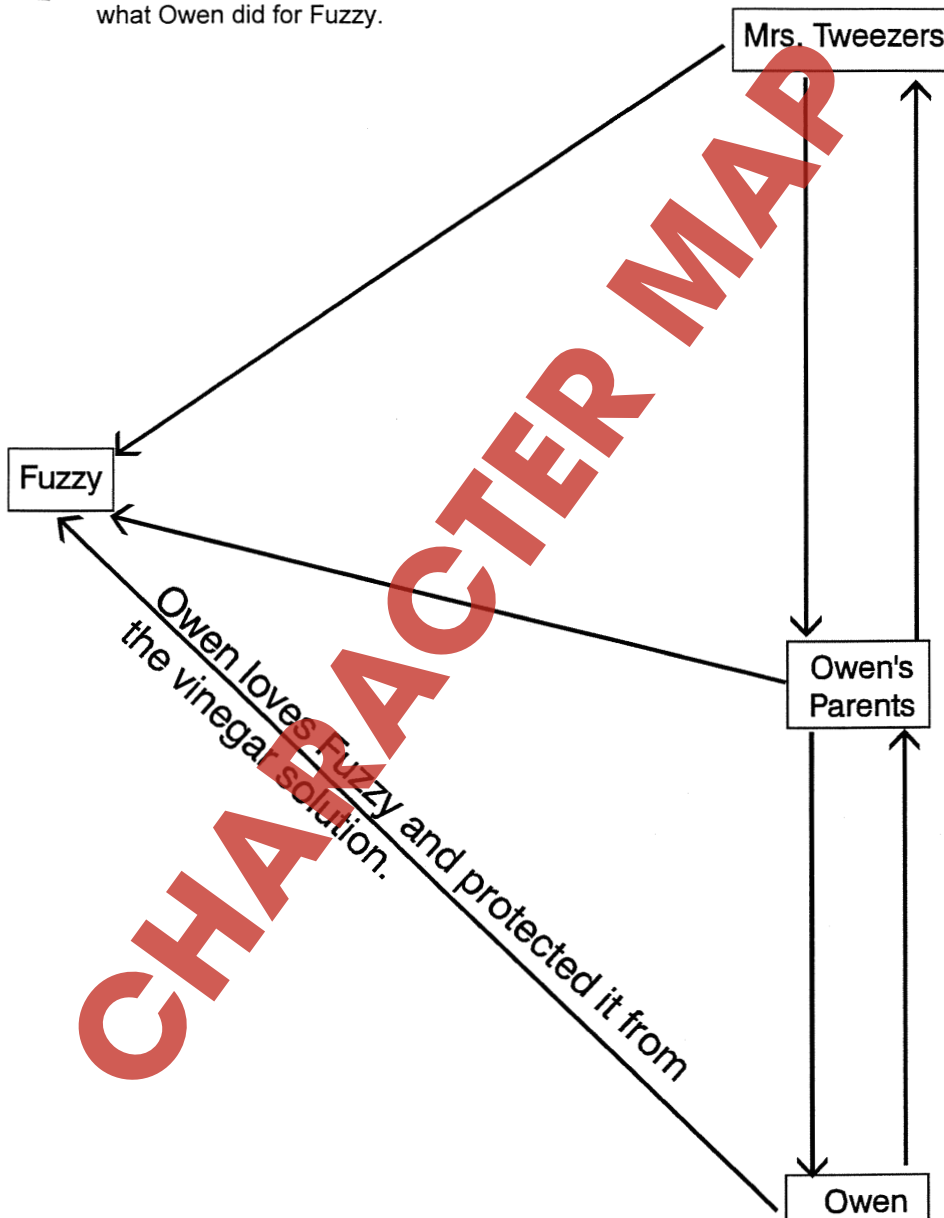 what Owen did for Fuzzy.
Mrs. Tweezers
CHARACTER MAP
Fuzzy
Owen's
Parents
Owen loves Fuzzy and protected it from
the vinegar solution.
Owen